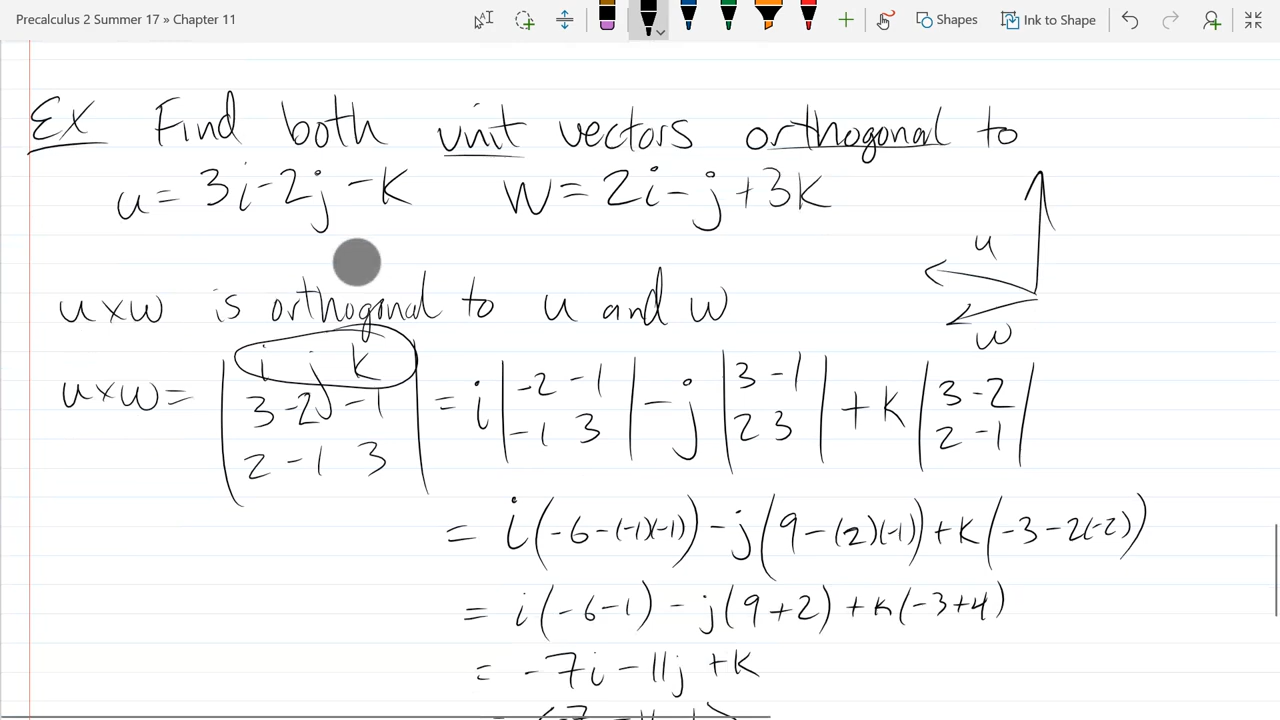 Precalculus 2 Summer 17 » Chapter 11
Shapes
Ink to Shape
EX Find both unit vectors orthogonal to
u = 3i - 2j - k w = 2i - j + 3k
u
w
u×w is orthogonal to u and w
u×w = | i j k | = i | -2 -1 | - j | 3 -1 | + k | 3 -2 |
| 3 -2 -1 | | -1 3 | | 2 3 | | 2 -1 |
| 2 -1 3 |
= i(-6-(-1)(-1)) - j(9-(2)(-1)) + k(-3-2(-2))
= i(-6-1) - j(9+2) + k(-3+4)
= -7i - 11j + k